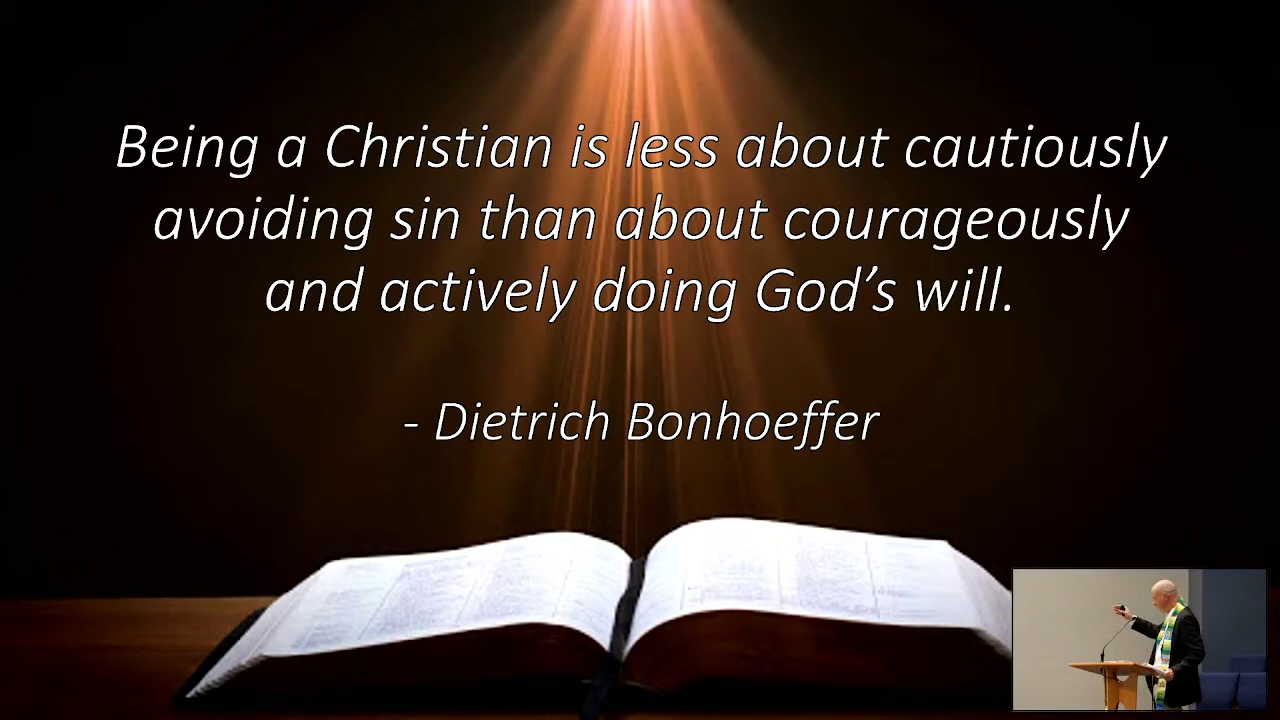 Being a Christian is less about cautiously
avoiding sin than about courageously
and actively doing God’s will.
- Dietrich Bonhoeffer